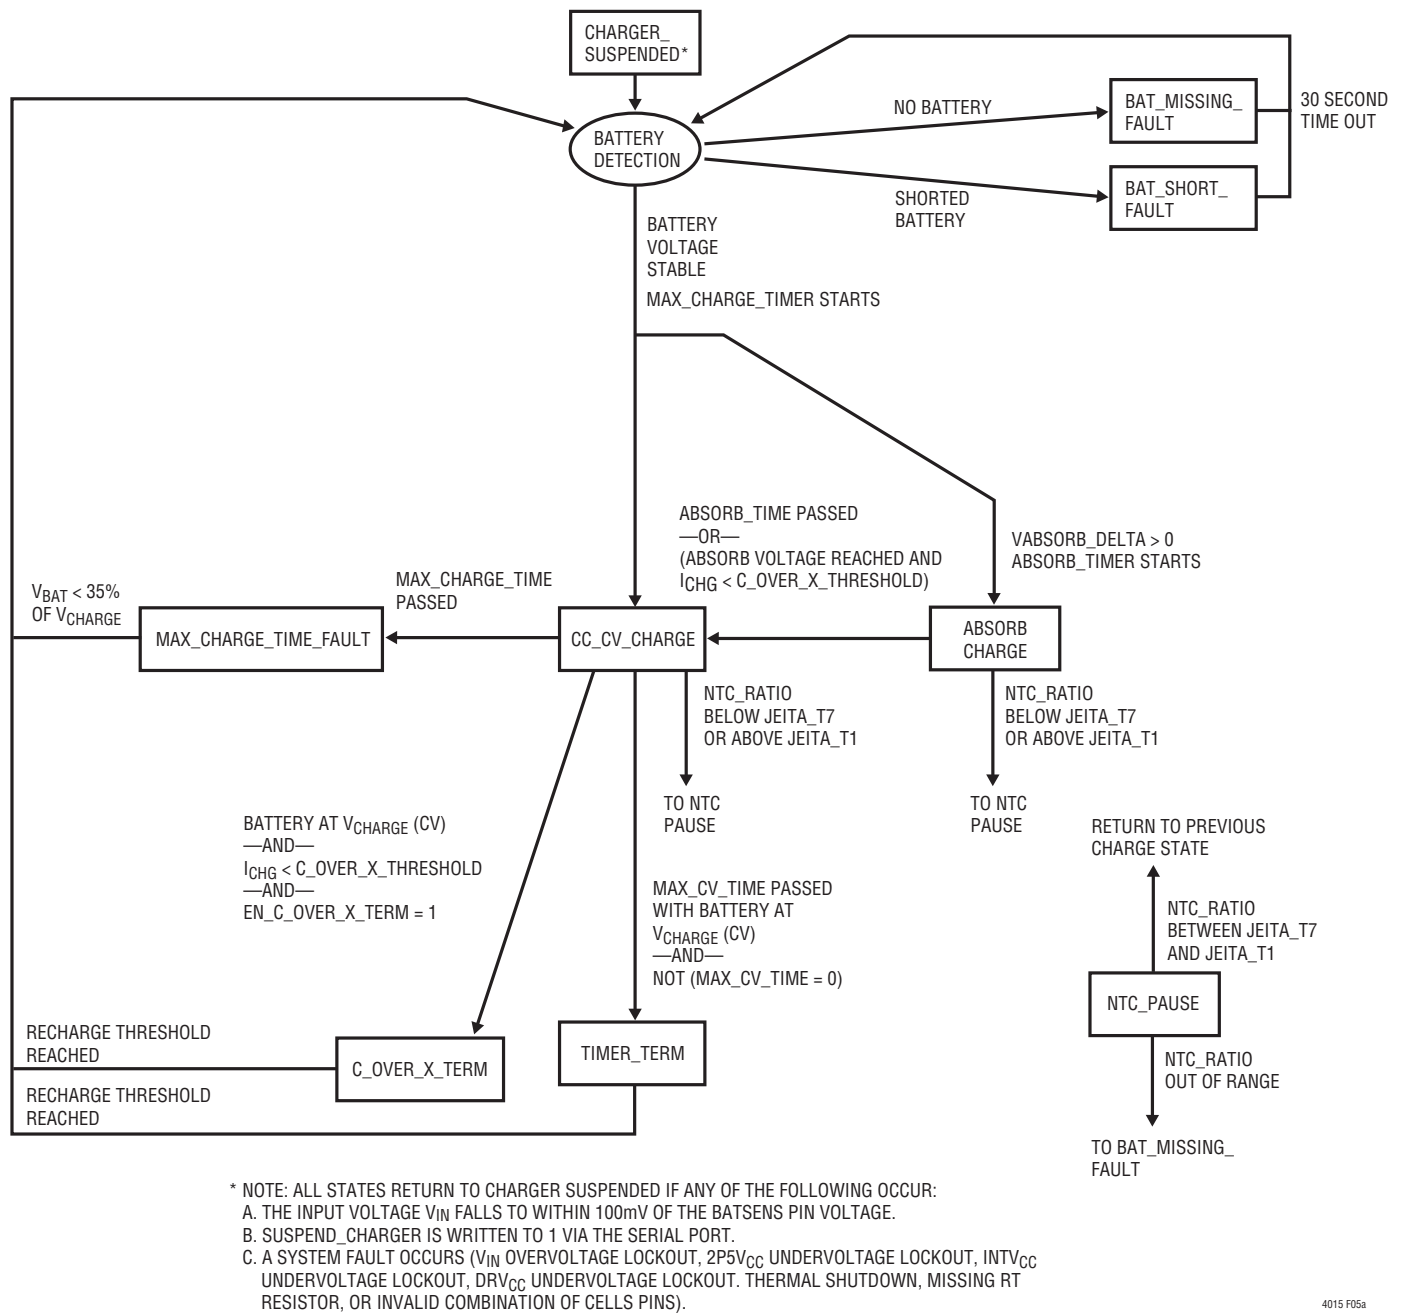 CHARGER_
SUSPENDED*
BATTERY
DETECTION
NO BATTERY
BAT_MISSING_
FAULT
30 SECOND
TIME OUT
SHORTED
BATTERY
BAT_SHORT_
FAULT
BATTERY
VOLTAGE
STABLE
MAX_CHARGE_TIMER STARTS
ABSORB_TIME PASSED
—OR—
(ABSORB VOLTAGE REACHED AND
ICHG < C_OVER_X_THRESHOLD)
VABSORB_DELTA > 0
ABSORB_TIMER STARTS
VBAT < 35%
OF VCHARGE
MAX_CHARGE_TIME
PASSED
MAX_CHARGE_TIME_FAULT
CC_CV_CHARGE
ABSORB
CHARGE
NTC_RATIO
BELOW JEITA_T7
OR ABOVE JEITA_T1
NTC_RATIO
BELOW JEITA_T7
OR ABOVE JEITA_T1
TO NTC
PAUSE
TO NTC
PAUSE
BATTERY AT VCHARGE (CV)
—AND—
ICHG < C_OVER_X_THRESHOLD
—AND—
EN_C_OVER_X_TERM = 1
MAX_CV_TIME PASSED
WITH BATTERY AT
VCHARGE (CV)
—AND—
NOT (MAX_CV_TIME = 0)
RETURN TO PREVIOUS
CHARGE STATE
NTC_RATIO
BETWEEN JEITA_T7
AND JEITA_T1
NTC_PAUSE
NTC_RATIO
OUT OF RANGE
TO BAT_MISSING_
FAULT
RECHARGE THRESHOLD
REACHED
C_OVER_X_TERM
TIMER_TERM
RECHARGE THRESHOLD
REACHED
* NOTE: ALL STATES RETURN TO CHARGER SUSPENDED IF ANY OF THE FOLLOWING OCCUR:
A. THE INPUT VOLTAGE VIN FALLS TO WITHIN 100mV OF THE BATSENS PIN VOLTAGE.
B. SUSPEND_CHARGER IS WRITTEN TO 1 VIA THE SERIAL PORT.
C. A SYSTEM FAULT OCCURS (VIN OVERVOLTAGE LOCKOUT, 2P5VCC UNDERVOLTAGE LOCKOUT, INTVCC
UNDERVOLTAGE LOCKOUT, DRVCC UNDERVOLTAGE LOCKOUT. THERMAL SHUTDOWN, MISSING RT
RESISTOR, OR INVALID COMBINATION OF CELLS PINS).
4015 F05a